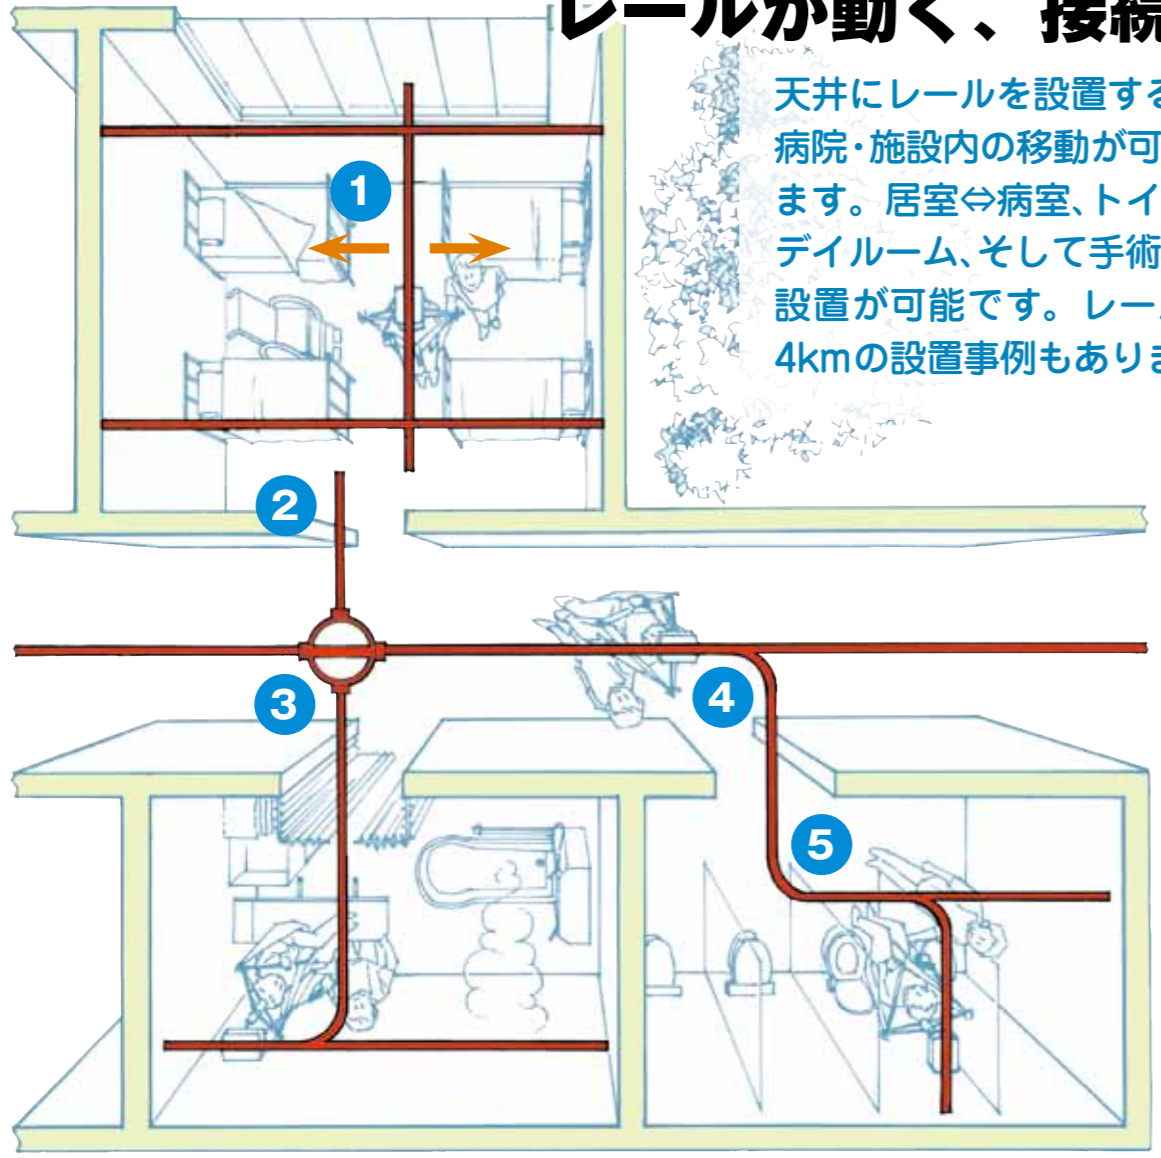 レールが動く、接続
天井にレールを設置する
病院・施設内の移動が可
ます。居室⇔病室、トイ
デイルーム、そして手術
設置が可能です。レー
4kmの設置事例もありま
1
2
3
4
5